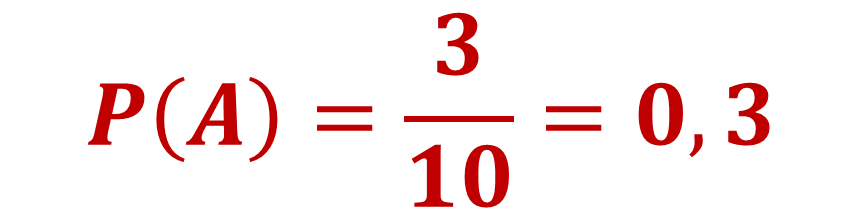 P(A) = 3/10 = 0,3